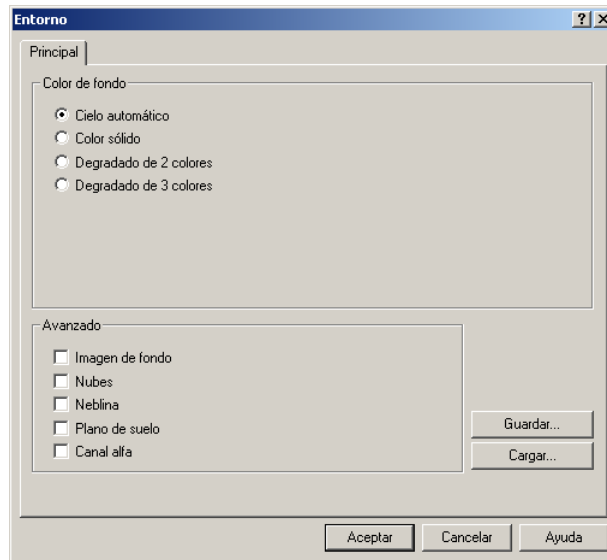 Entorno
Principal
Color de fondo
Cielo automático
Color sólido
Degradado de 2 colores
Degradado de 3 colores
Avanzado
Imagen de fondo
Nubes
Neblina
Plano de suelo
Canal alfa
Guardar...
Cargar...
Aceptar
Cancelar
Ayuda